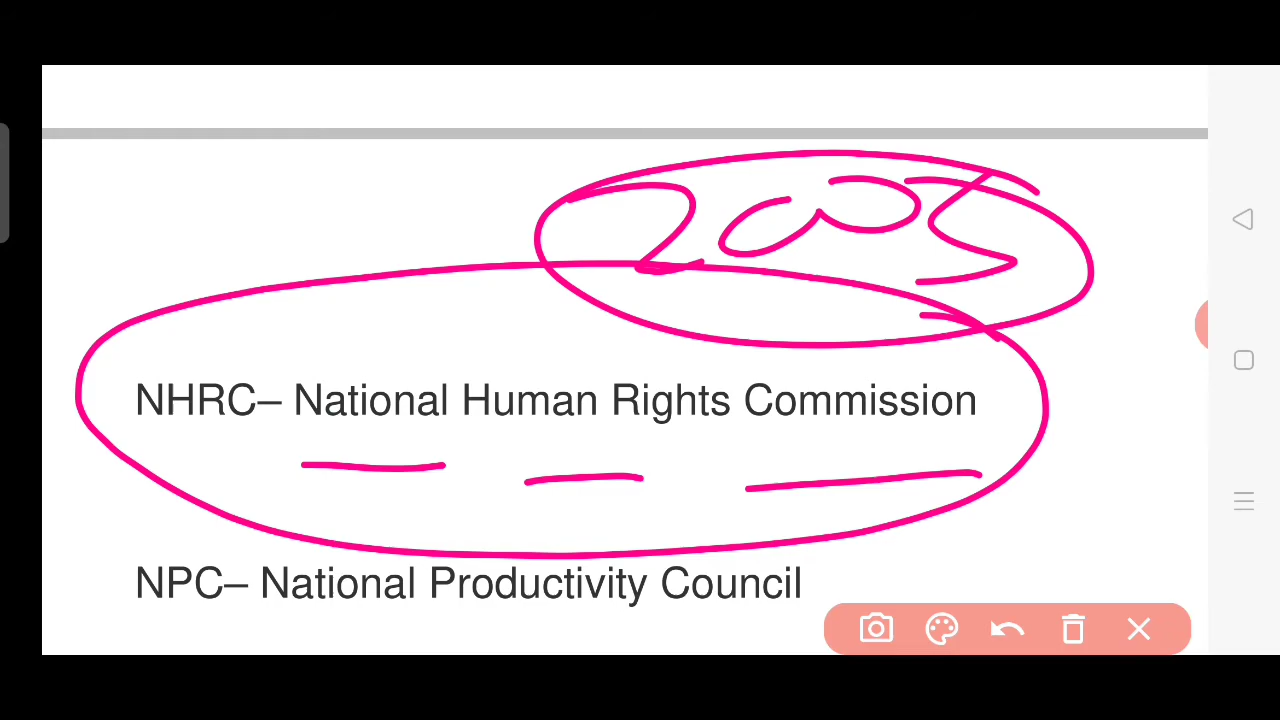 2005
NHRC– National Human Rights Commission
NPC– National Productivity Council